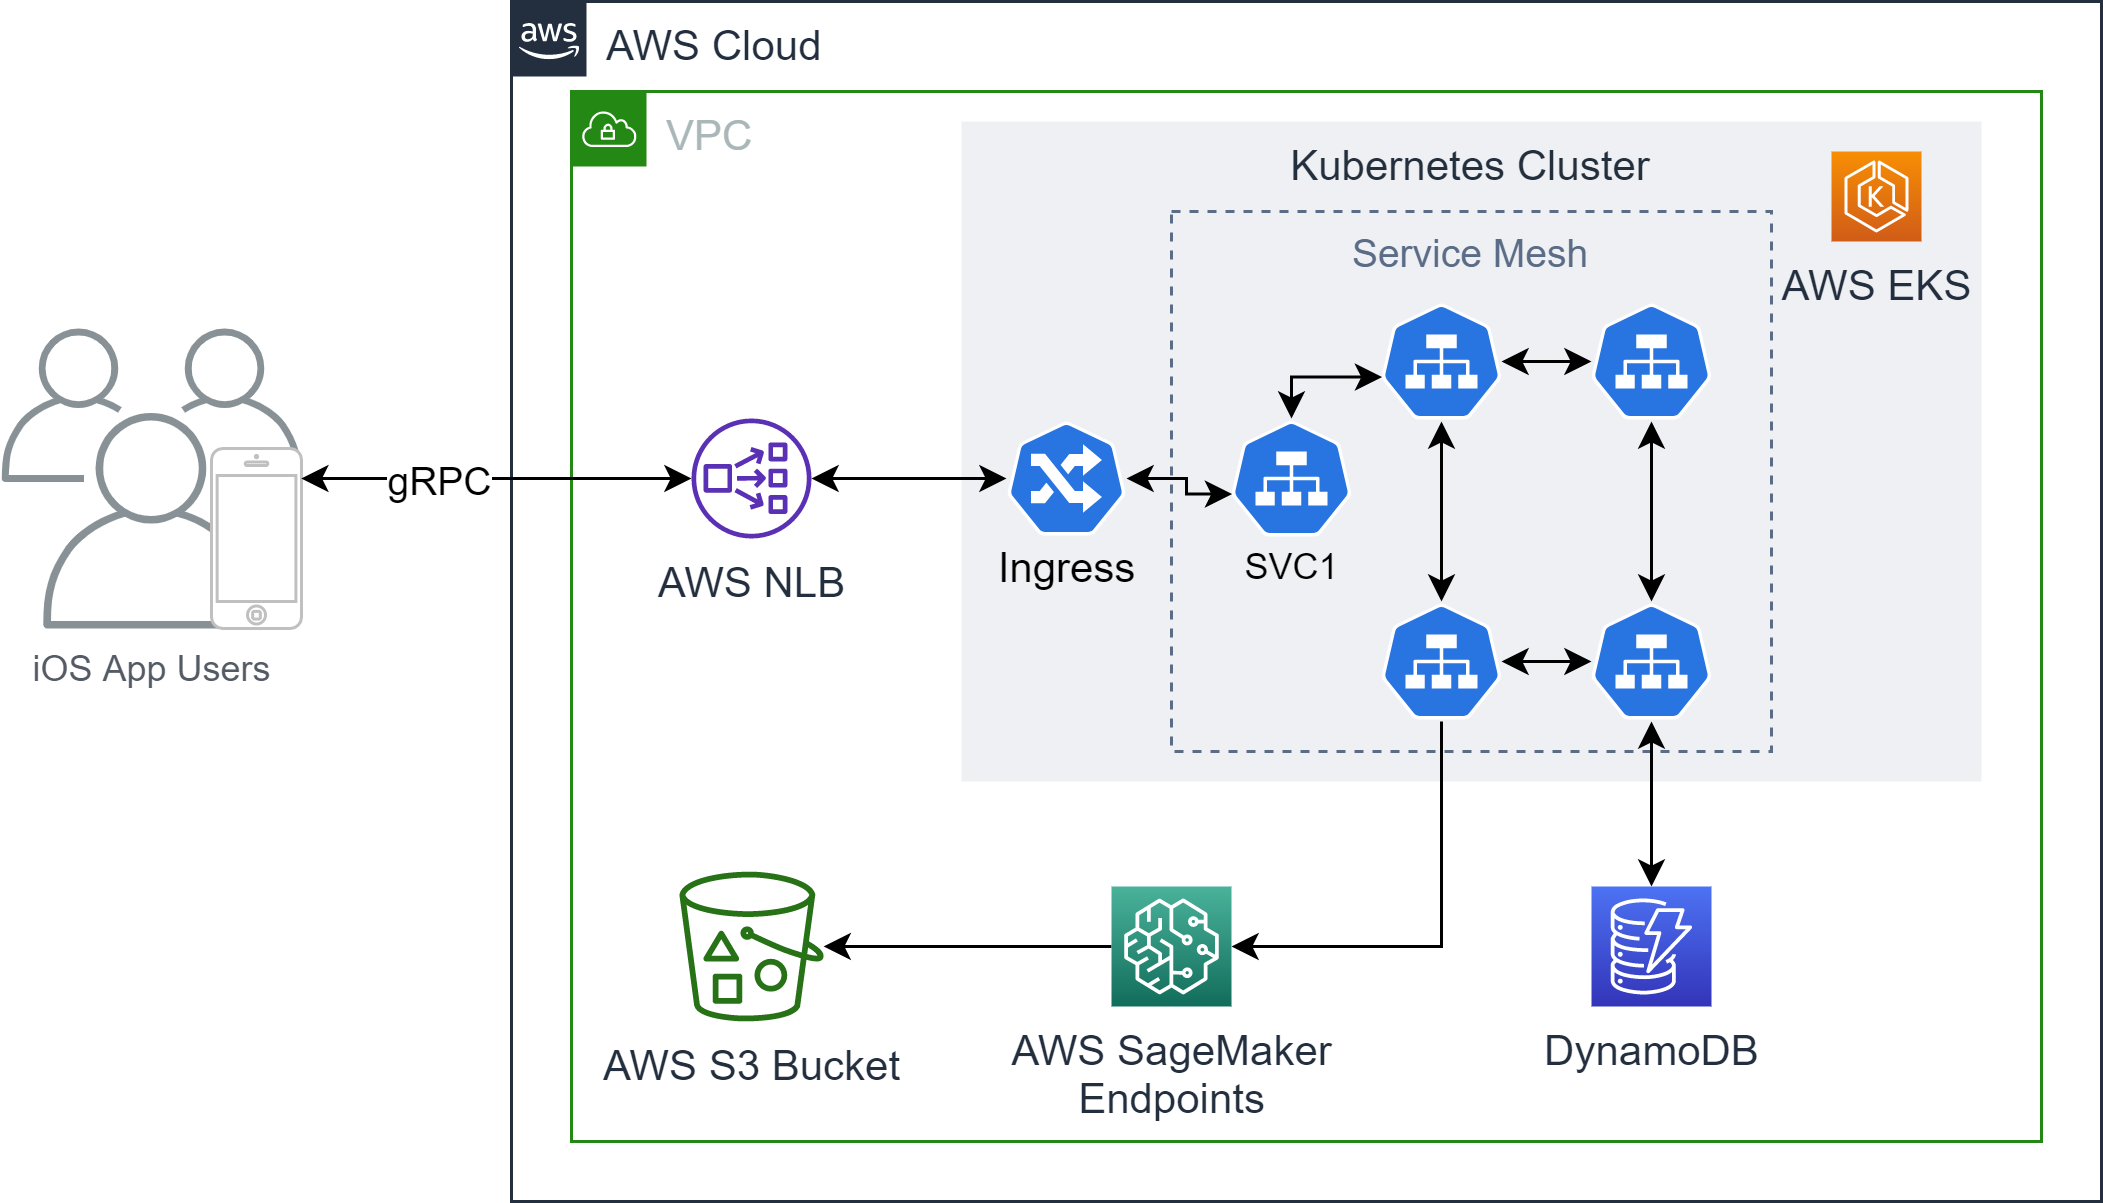 aws
AWS Cloud
VPC
Kubernetes Cluster
K
Service Mesh
AWS EKS
gRPC
AWS NLB
Ingress
SVC1
iOS App Users
AWS S3 Bucket
AWS SageMaker
Endpoints
DynamoDB